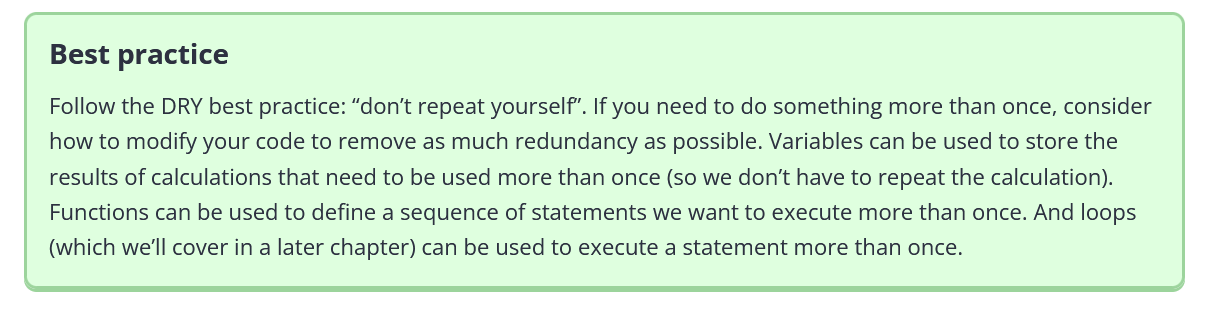 Best practice
Follow the DRY best practice: “don’t repeat yourself”. If you need to do something more than once, consider
how to modify your code to remove as much redundancy as possible. Variables can be used to store the
results of calculations that need to be used more than once (so we don’t have to repeat the calculation).
Functions can be used to define a sequence of statements we want to execute more than once. And loops
(which we’ll cover in a later chapter) can be used to execute a statement more than once.